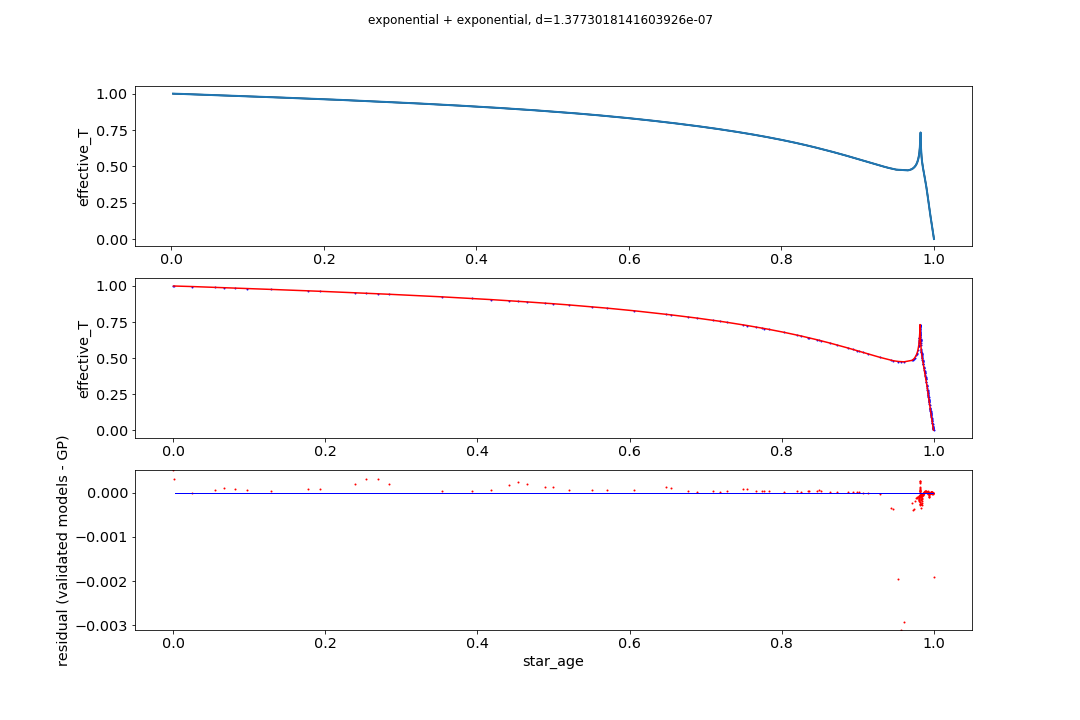 exponential + exponential, d=1.3773018141603926e-07
effective_T
1.00
0.75
0.50
0.25
0.00
0.0 0.2 0.4 0.6 0.8 1.0
effective_T
1.00
0.75
0.50
0.25
0.00
0.0 0.2 0.4 0.6 0.8 1.0
residual (validated models - GP)
0.000
−0.001
−0.002
−0.003
0.0 0.2 0.4 0.6 0.8 1.0
star_age